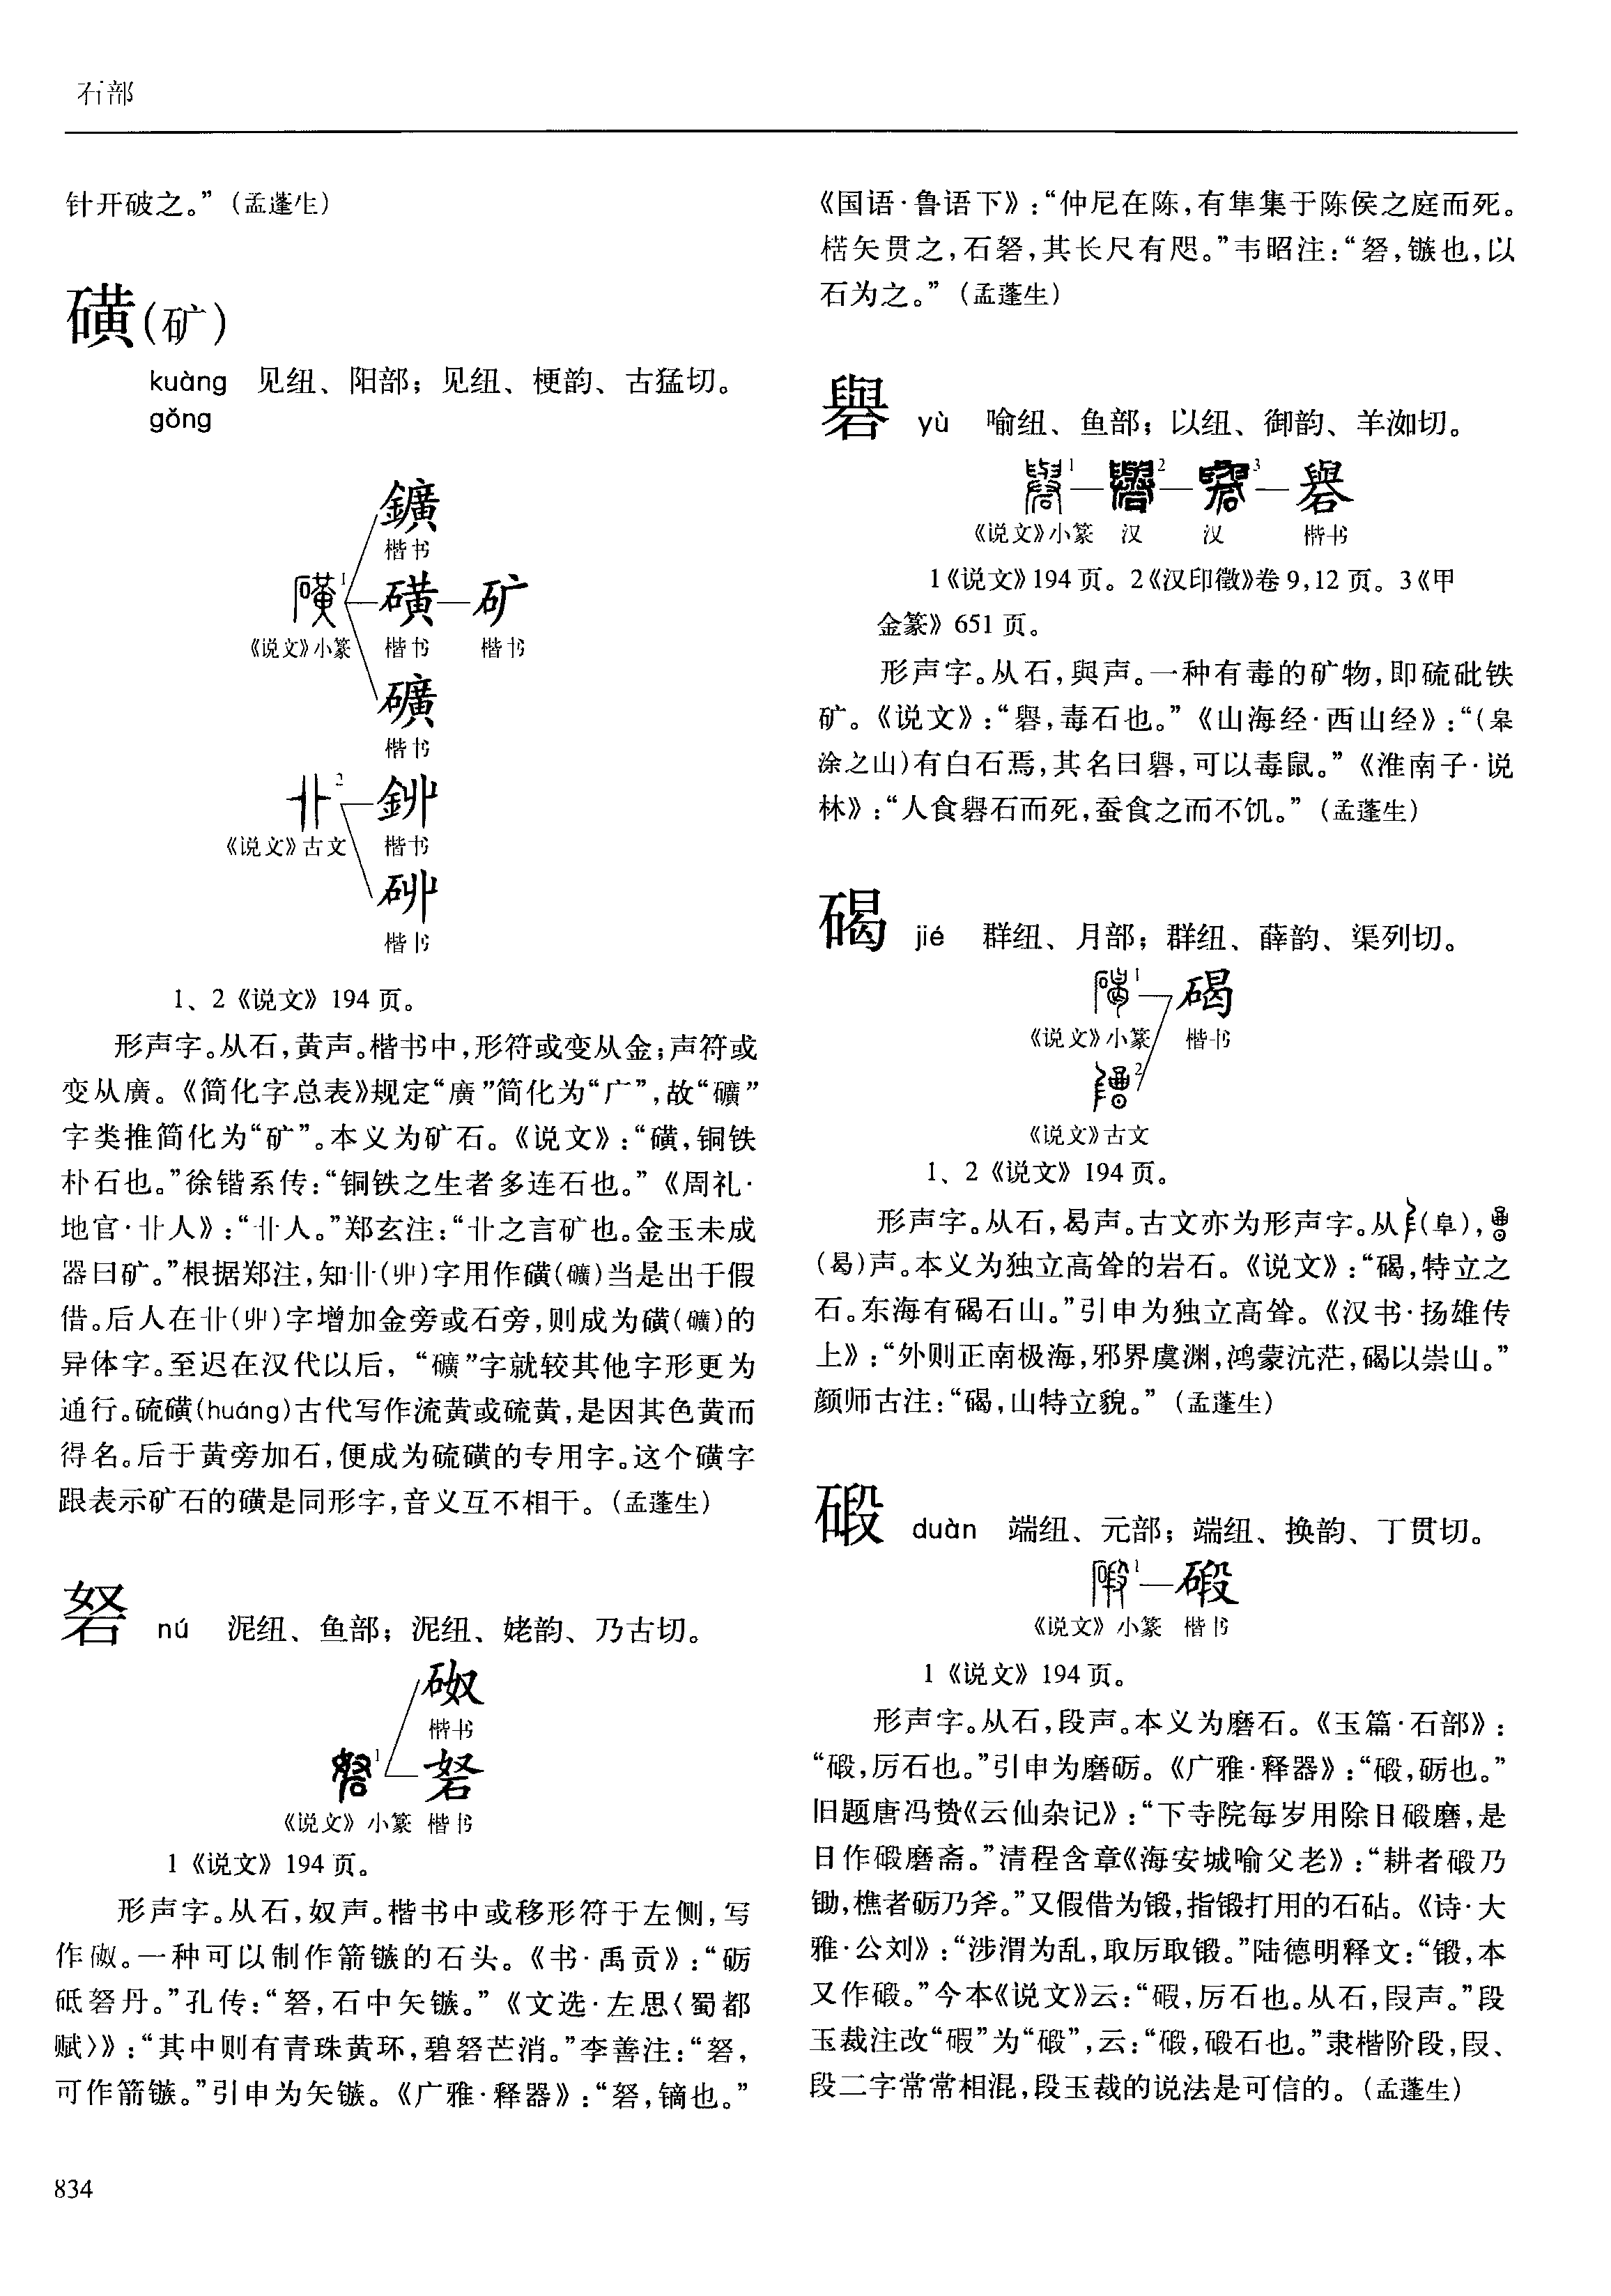 石部
针开破之。”（孟蓬生）
磺(矿)
kuàng 见纽、阳部；见纽、梗韵、古猛切。
gǒng
鑛
楷书
1
磺 矿
《说文》小篆 楷书 楷书
礦
楷书
2
鉚
《说文》古文 楷书
楷书
1、2《说文》194页。
形声字。从石，黄声。楷书中，形符或变从金；声符或
变从廣。《简化字总表》规定“廣”简化为“广”，故“礦”
字类推简化为“矿”。本义为矿石。《说文》：“磺，铜铁
朴石也。”徐锴系传：“铜铁之生者多连石也。”《周礼·
地官·卝人》：“卝人。”郑玄注：“卝之言矿也。金玉未成
器曰矿。”根据郑注，知卝(丱)字用作磺(礦)当是出于假
借。后人在卝(丱)字增加金旁或石旁，则成为磺(礦)的
异体字。至迟在汉代以后，“礦”字就较其他字形更为
通行。硫磺(huáng)古代写作流黄或硫黄，是因其色黄而
得名。后于黄旁加石，便成为硫磺的专用字。这个磺字
跟表示矿石的磺是同形字，音义互不相干。（孟蓬生）
砮 nú 泥纽、鱼部；泥纽、姥韵、乃古切。
楷书
1 砮
《说文》小篆 楷书
1《说文》194页。
形声字。从石，奴声。楷书中或移形符于左侧，写
作。一种可以制作箭镞的石头。《书·禹贡》：“砺
砥砮丹。”孔传：“砮，石中矢镞。”《文选·左思〈蜀都
赋〉》：“其中则有青珠黄环，碧砮芒消。”李善注：“砮，
可作箭镞。”引申为矢镞。《广雅·释器》：“砮，镝也。”
《国语·鲁语下》：“仲尼在陈，有隼集于陈侯之庭而死。
楛矢贯之，石砮，其长尺有咫。”韦昭注：“砮，镞也，以
石为之。”（孟蓬生）
礜 yù 喻纽、鱼部；以纽、御韵、羊洳切。
1 2 3 礜
《说文》小篆 汉 汉 楷书
1《说文》194页。2《汉印徵》卷9，12页。3《甲
金篆》651页。
形声字。从石，與声。一种有毒的矿物，即硫砒铁
矿。《说文》：“礜，毒石也。”《山海经·西山经》：“(皋
涂之山)有白石焉，其名曰礜，可以毒鼠。”《淮南子·说
林》：“人食礜石而死，蚕食之而不饥。”（孟蓬生）
碣 jié 群纽、月部；群纽、薛韵、渠列切。
1 碣
《说文》小篆 楷书
2
《说文》古文
1、2《说文》194页。
形声字。从石，曷声。古文亦为形声字。从(阜)，
(曷)声。本义为独立高耸的岩石。《说文》：“碣，特立之
石。东海有碣石山。”引申为独立高耸。《汉书·扬雄传
上》：“外则正南极海，邪界虞渊，鸿蒙沆茫，碣以崇山。”
颜师古注：“碣，山特立貌。”（孟蓬生）
碫 duàn 端纽、元部；端纽、换韵、丁贯切。
1 碫
《说文》小篆 楷书
1《说文》194页。
形声字。从石，段声。本义为磨石。《玉篇·石部》：
“碫，厉石也。”引申为磨砺。《广雅·释器》：“碫，砺也。”
旧题唐冯贽《云仙杂记》：“下寺院每岁用除日碫磨，是
日作碫磨斋。”清程含章《海安城喻父老》：“耕者碫乃
锄，樵者砺乃斧。”又假借为锻，指锻打用的石砧。《诗·大
雅·公刘》：“涉渭为乱，取厉取锻。”陆德明释文：“锻，本
又作碫。”今本《说文》云：“碬，厉石也。从石，叚声。”段
玉裁注改“碬”为“碫”，云：“碫，碫石也。”隶楷阶段，叚、
段二字常常相混，段玉裁的说法是可信的。（孟蓬生）
834